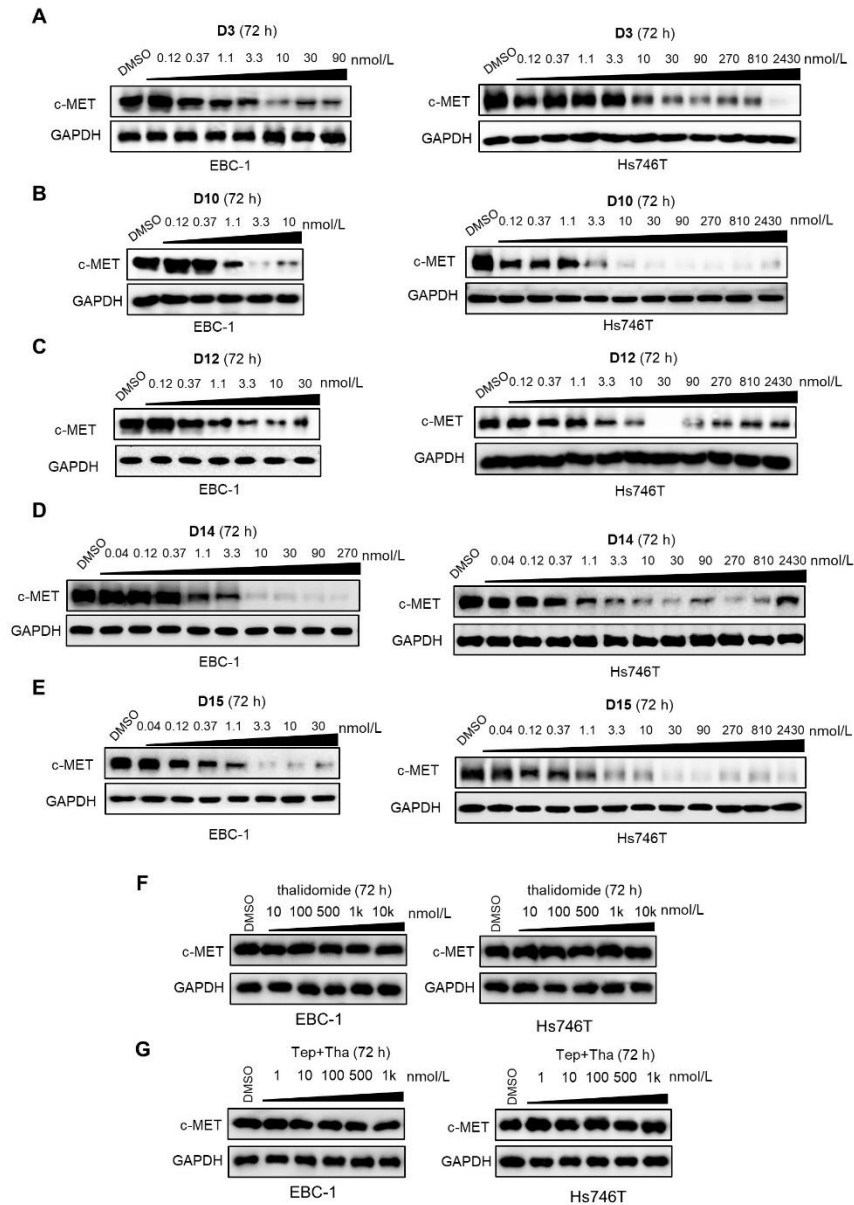 A
D3 (72 h)
DMSO 0.12 0.37 1.1 3.3 10 30 90 nmol/L
c-MET
GAPDH
EBC-1
D3 (72 h)
DMSO 0.12 0.37 1.1 3.3 10 30 90 270 810 2430 nmol/L
c-MET
GAPDH
Hs746T
B
D10 (72 h)
DMSO 0.12 0.37 1.1 3.3 10 nmol/L
c-MET
GAPDH
EBC-1
D10 (72 h)
DMSO 0.12 0.37 1.1 3.3 10 30 90 270 810 2430 nmol/L
c-MET
GAPDH
Hs746T
C
D12 (72 h)
DMSO 0.12 0.37 1.1 3.3 10 30 nmol/L
c-MET
GAPDH
EBC-1
D12 (72 h)
DMSO 0.12 0.37 1.1 3.3 10 30 90 270 810 2430 nmol/L
c-MET
GAPDH
Hs746T
D
D14 (72 h)
DMSO 0.04 0.12 0.37 1.1 3.3 10 30 90 270 nmol/L
c-MET
GAPDH
EBC-1
D14 (72 h)
DMSO 0.04 0.12 0.37 1.1 3.3 10 30 90 270 810 2430 nmol/L
c-MET
GAPDH
Hs746T
E
D15 (72 h)
DMSO 0.04 0.12 0.37 1.1 3.3 10 30 nmol/L
c-MET
GAPDH
EBC-1
D15 (72 h)
DMSO 0.04 0.12 0.37 1.1 3.3 10 30 90 270 810 2430 nmol/L
c-MET
GAPDH
Hs746T
F
thalidomide (72 h)
DMSO 10 100 500 1k 10k nmol/L
c-MET
GAPDH
EBC-1
thalidomide (72 h)
DMSO 10 100 500 1k 10k nmol/L
c-MET
GAPDH
Hs746T
G
Tep+Tha (72 h)
DMSO 1 10 100 500 1k nmol/L
c-MET
GAPDH
EBC-1
Tep+Tha (72 h)
DMSO 1 10 100 500 1k nmol/L
c-MET
GAPDH
Hs746T